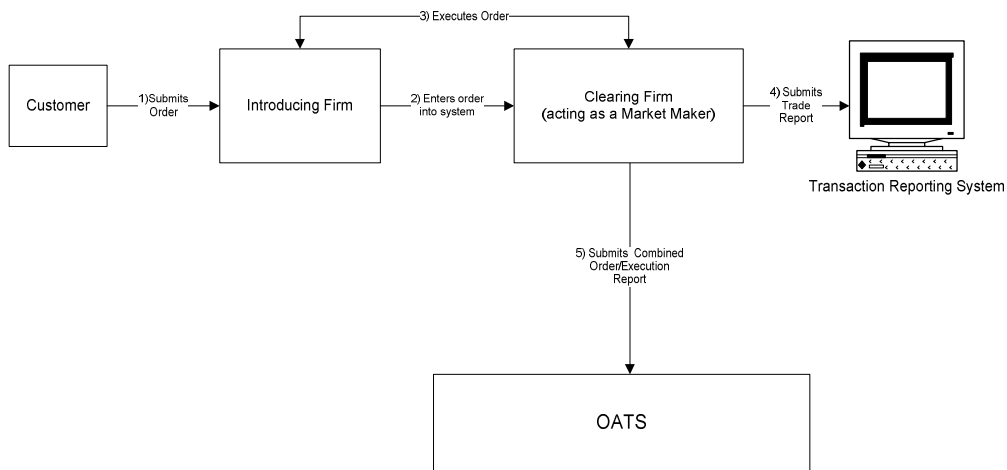 3) Executes Order
Customer
1)Submits
Order
Introducing Firm
2) Enters order
into system
Clearing Firm
(acting as a Market Maker)
4) Submits
Trade
Report
Transaction Reporting System
5) Submits Combined
Order/Execution
Report
OATS